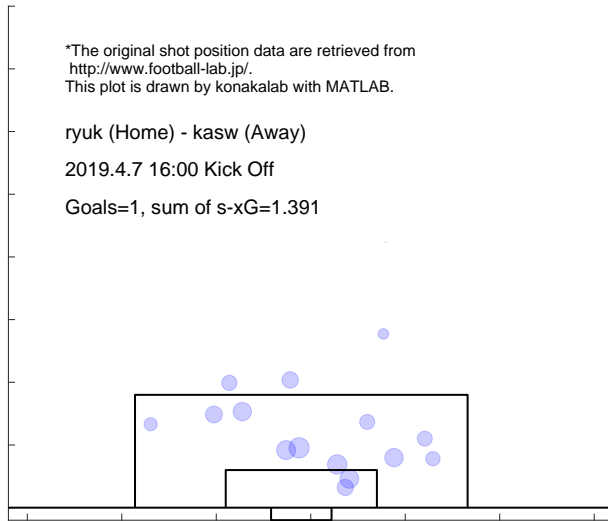 *The original shot position data are retrieved from
http://www.football-lab.jp/.
This plot is drawn by konakalab with MATLAB.
ryuk (Home) - kasw (Away)
2019.4.7 16:00 Kick Off
Goals=1, sum of s-xG=1.391